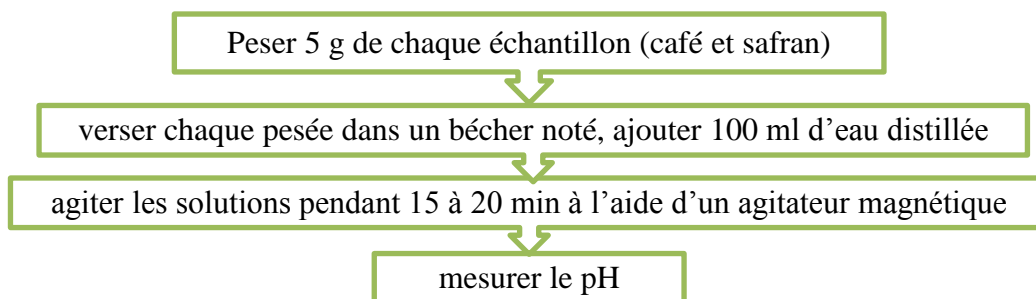 Peser 5 g de chaque échantillon (café et safran)
verser chaque pesée dans un bécher noté, ajouter 100 ml d’eau distillée
agiter les solutions pendant 15 à 20 min à l’aide d’un agitateur magnétique
mesurer le pH